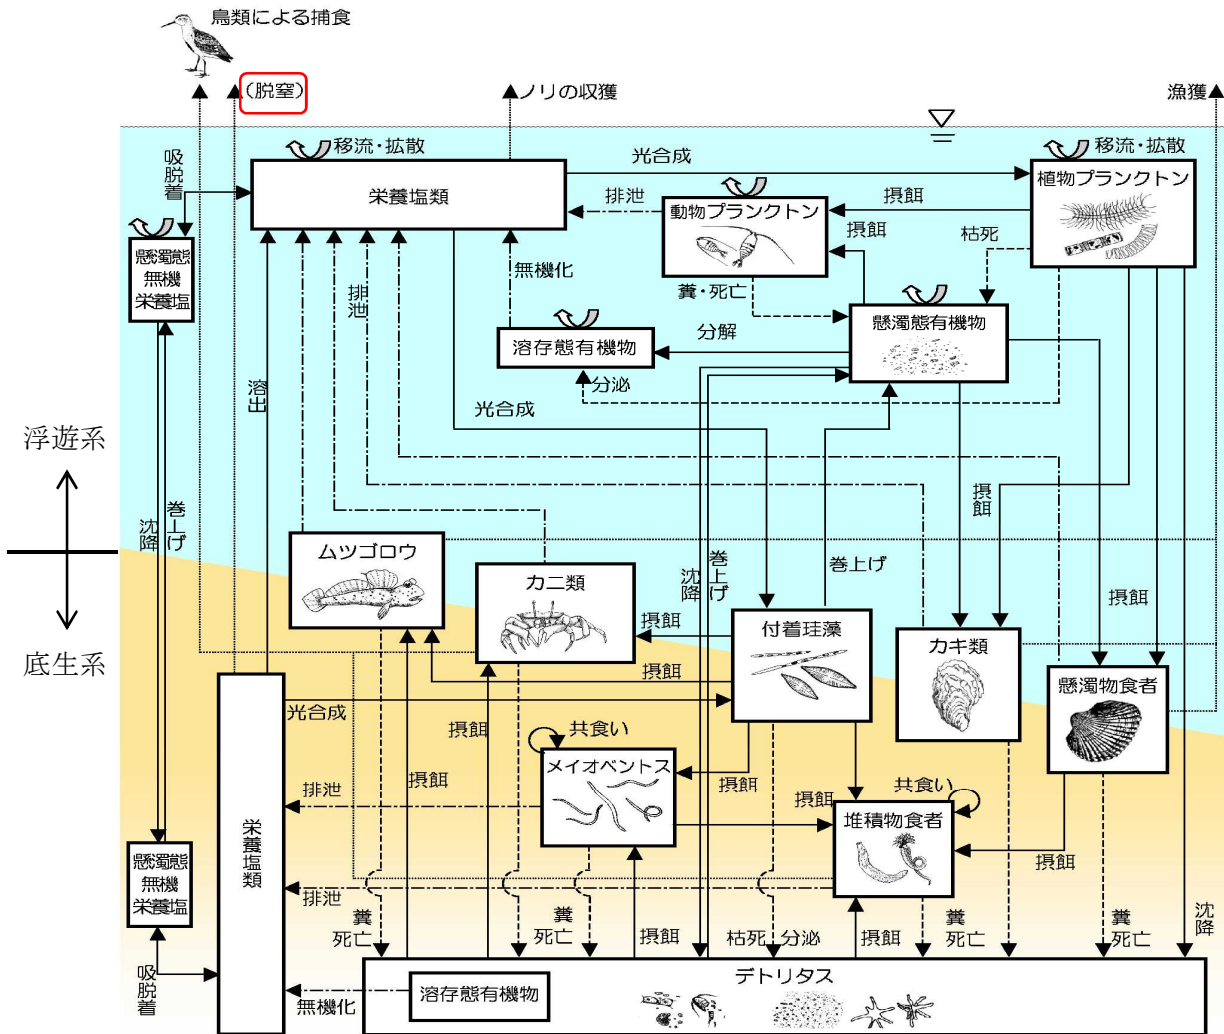 鳥類による捕食
(脱窒)
ノリの収獲
漁獲
移流・拡散
光合成
移流・拡散
吸脱着
栄養塩類
植物プランクトン
排泄
動物プランクトン
摂餌
摂餌
枯死
懸濁態
無機
栄養塩
無機化
排泄
糞・死亡
懸濁態有機物
分解
溶存態有機物
分泌
溶出
光合成
浮遊系
摂餌
沈降
巻上げ
ムツゴロウ
カニ類
沈降
巻上げ
巻上げ
摂餌
底生系
摂餌
付着珪藻
カキ類
懸濁物食者
摂餌
光合成
摂餌
共食い
メイオベントス
摂餌
摂餌
共食い
排泄
摂餌
堆積物食者
栄養塩類
摂餌
懸濁態
無機
栄養塩
排泄
糞
死亡
糞
死亡
摂餌
枯死
分泌
摂餌
糞
死亡
糞
死亡
沈降
吸脱着
デトリタス
無機化
溶存態有機物